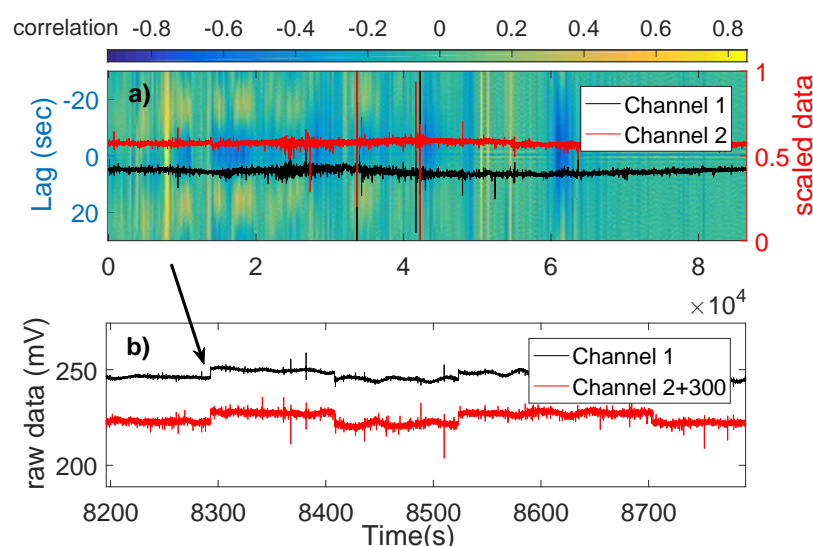 correlation -0.8 -0.6 -0.4 -0.2 0 0.2 0.4 0.6 0.8
a)
Channel 1
Channel 2
Lag (sec)
-20
0
20
scaled data
1
0.5
0
0 2 4 6 8
×10⁴
b)
Channel 1
Channel 2+300
raw data (mV)
250
200
8200 8300 8400 8500 8600 8700
Time(s)